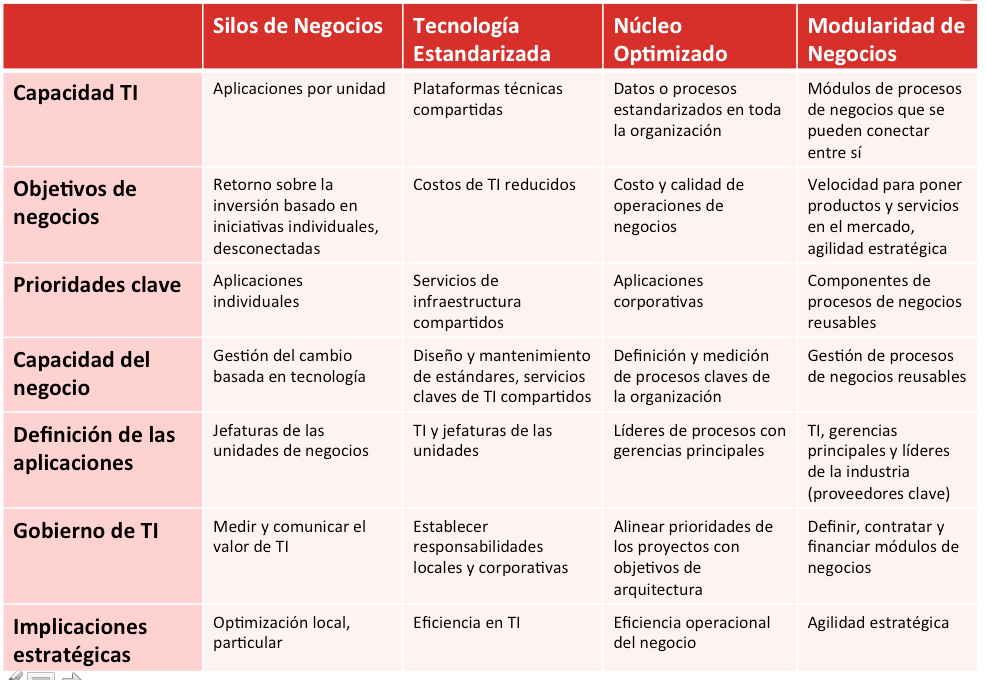 Silos de Negocios
Tecnología
Estandarizada
Núcleo
Optimizado
Modularidad de
Negocios
Capacidad TI
Aplicaciones por unidad
Plataformas técnicas
compartidas
Datos o procesos
estandarizados en toda
la organización
Módulos de procesos
de negocios que se
pueden conectar
entre sí
Objetivos de
negocios
Retorno sobre la
inversión basado en
iniciativas individuales,
desconectadas
Costos de TI reducidos
Costo y calidad de
operaciones de
negocios
Velocidad para poner
productos y servicios
en el mercado,
agilidad estratégica
Prioridades clave
Aplicaciones
individuales
Servicios de
infraestructura
compartidos
Aplicaciones
corporativas
Componentes de
procesos de negocios
reusables
Capacidad del
negocio
Gestión del cambio
basada en tecnología
Diseño y mantenimiento
de estándares, servicios
claves de TI compartidos
Definición y medición
de procesos claves de
la organización
Gestión de procesos
de negocios reusables
Definición de las
aplicaciones
Jefaturas de las
unidades de negocios
TI y jefaturas de las
unidades
Líderes de procesos con
gerencias principales
TI, gerencias
principales y líderes
de la industria
(proveedores clave)
Gobierno de TI
Medir y comunicar el
valor de TI
Establecer
responsabilidades
locales y corporativas
Alinear prioridades de
los proyectos con
objetivos de
arquitectura
Definir, contratar y
financiar módulos de
negocios
Implicaciones
estratégicas
Optimización local,
particular
Eficiencia en TI
Eficiencia operacional
del negocio
Agilidad estratégica